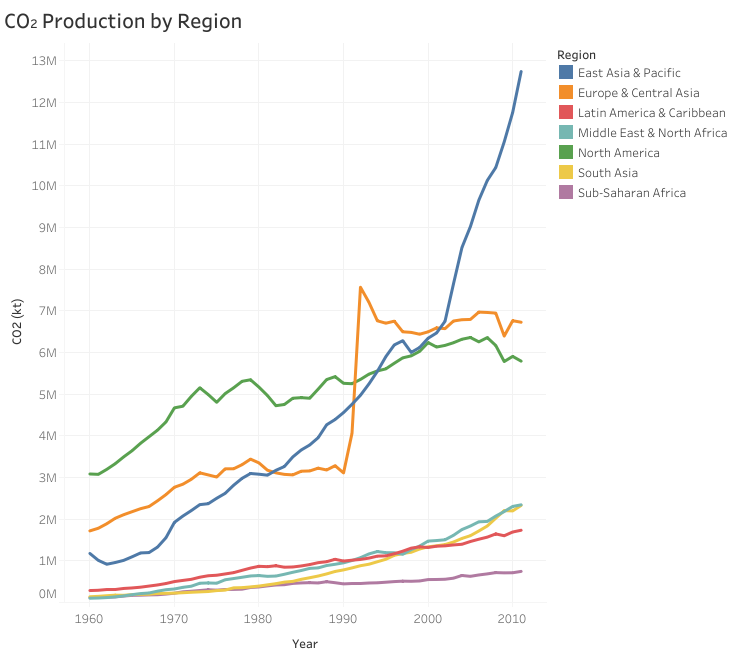 CO₂ Production by Region
Region
East Asia & Pacific
Europe & Central Asia
Latin America & Caribbean
Middle East & North Africa
North America
South Asia
Sub-Saharan Africa
CO2 (kt)
13M
12M
11M
10M
9M
8M
7M
6M
5M
4M
3M
2M
1M
0M
1960
1970
1980
1990
2000
2010
Year